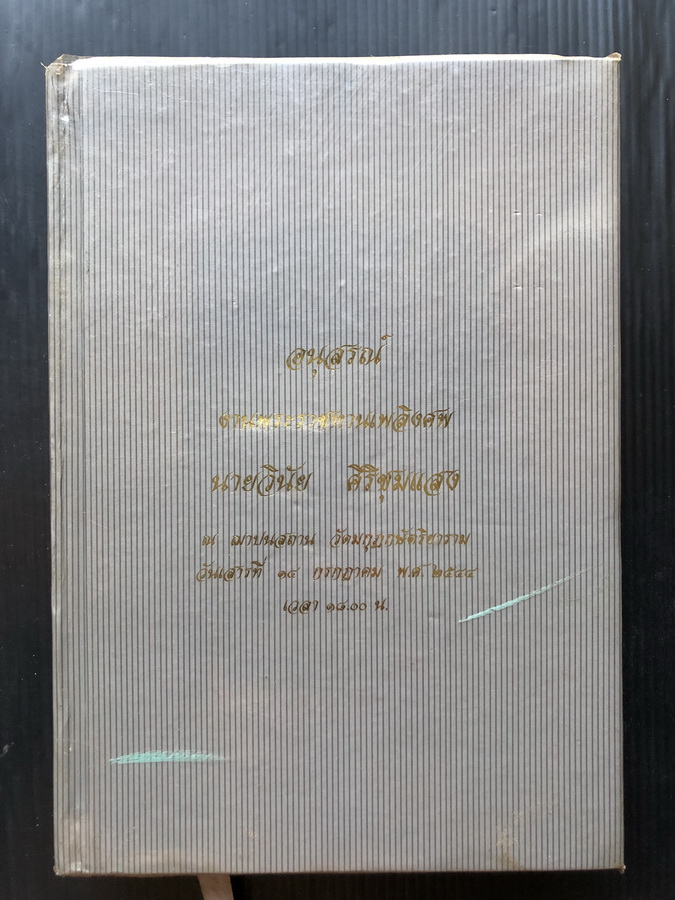 อนุสรณ์
งานพระราชทานเพลิงศพ
นายวินัย ศิริชุมแสง
ณ ฌาปนสถาน วัดมกุฏกษัตริยาราม
วันเสาร์ที่ ๑๔ กรกฎาคม พ.ศ. ๒๕๔๔
เวลา ๑๘.๐๐ น.